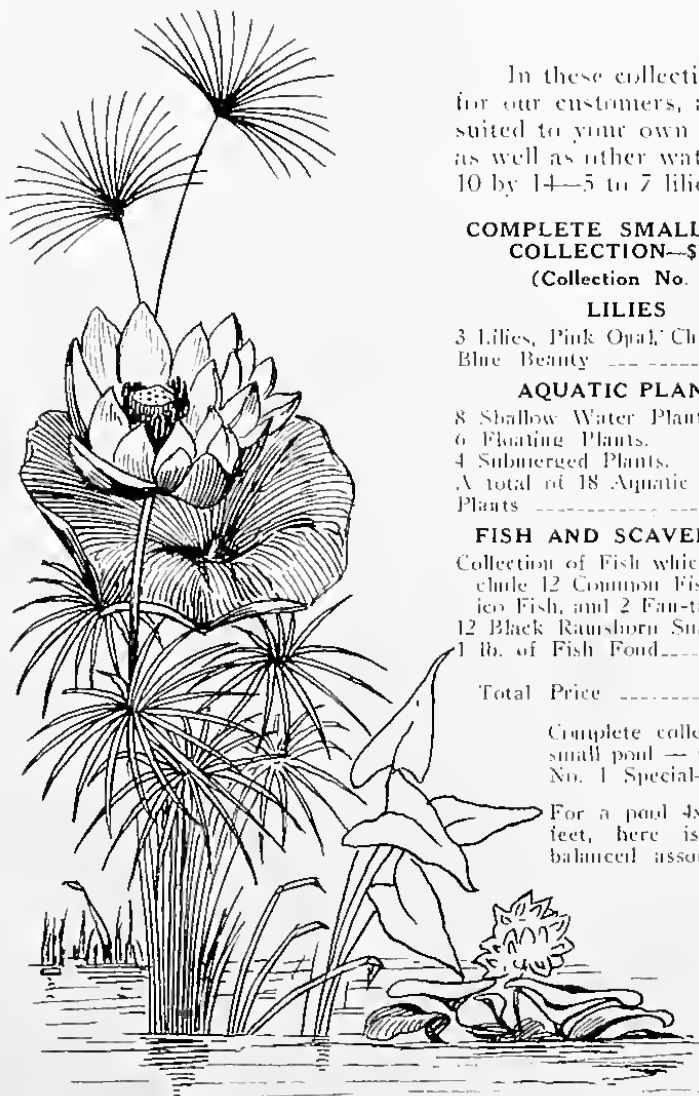 In these collecti
for our customers, a
suited to your own
as well as other wat
10 by 14—5 to 7 lilie
COMPLETE SMALL
COLLECTION—$
(Collection No.
LILIES
3 Lilies, Pink Opal, Ch
Blue Beauty
AQUATIC PLAN
8 Shallow Water Plant
6 Floating Plants.
4 Submerged Plants.
A total of 18 Aquatic
Plants
FISH AND SCAVE
Collection of Fish whic
clude 12 Common Fis
ico Fish, and 2 Fan-t
12 Black Ramshorn Sn
1 lb. of Fish Food
Total Price
Complete colle
small pool —
No. 1 Special-
For a pool 4x
feet, here is
balanced asso